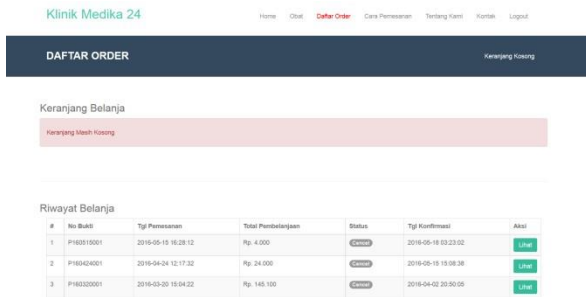 Klinik Medika 24
Home Obat Daftar Order Cara Pemesanan Tentang Kami Kontak Logout
DAFTAR ORDER
Keranjang Kosong
Keranjang Belanja
Keranjang Masih Kosong
Riwayat Belanja
# No Bukti Tgl Pemesanan Total Pembelanjaan Status Tgl Konfirmasi Aksi
1 P160515001 2016-05-15 16:28:12 Rp. 4.000 Cancel 2016-05-18 03:23:02 Lihat
2 P160424001 2016-04-24 12:17:32 Rp. 24.000 Cancel 2016-05-15 15:08:38 Lihat
3 P160320001 2016-03-20 15:04:22 Rp. 145.100 Cancel 2016-04-02 20:50:05 Lihat